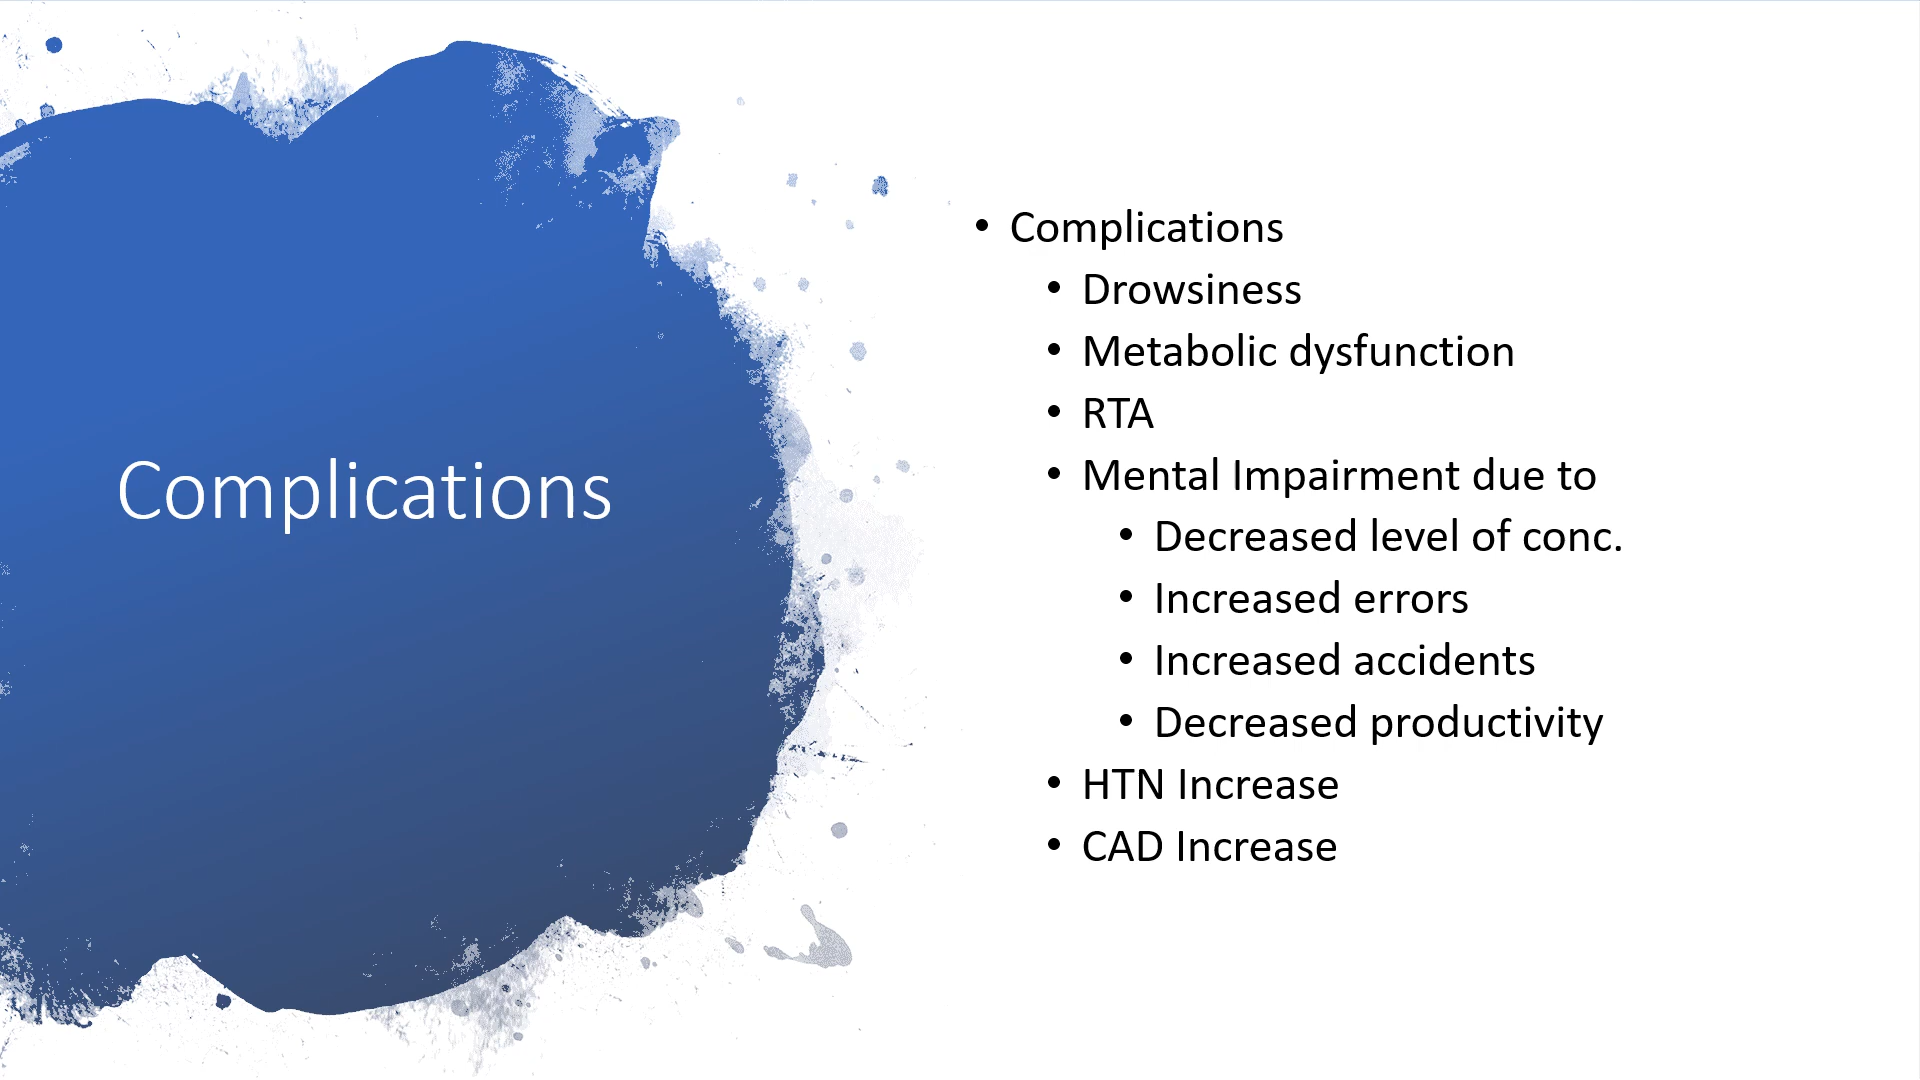 Complications
• Complications
• Drowsiness
• Metabolic dysfunction
• RTA
• Mental Impairment due to
• Decreased level of conc.
• Increased errors
• Increased accidents
• Decreased productivity
• HTN Increase
• CAD Increase